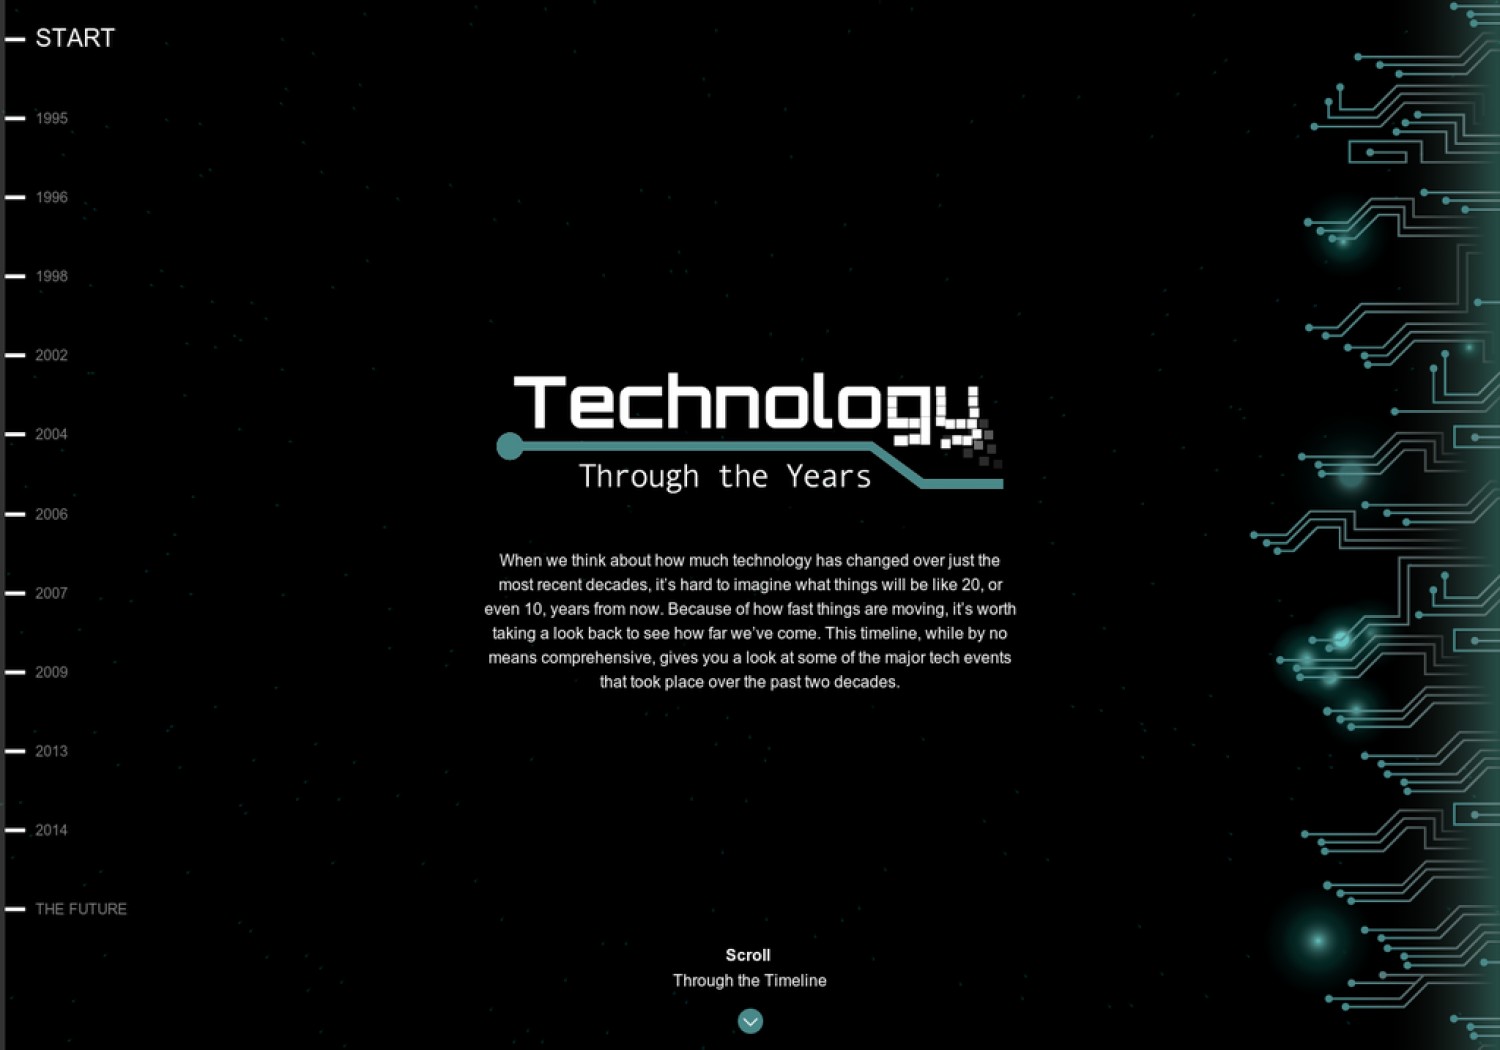 START
1995
1996
1998
2002
2004
2006
2007
2009
2013
2014
THE FUTURE
Technology
Through the Years
When we think about how much technology has changed over just the
most recent decades, it's hard to imagine what things will be like 20, or
even 10, years from now. Because of how fast things are moving, it's worth
taking a look back to see how far we've come. This timeline, while by no
means comprehensive, gives you a look at some of the major tech events
that took place over the past two decades.
Scroll
Through the Timeline